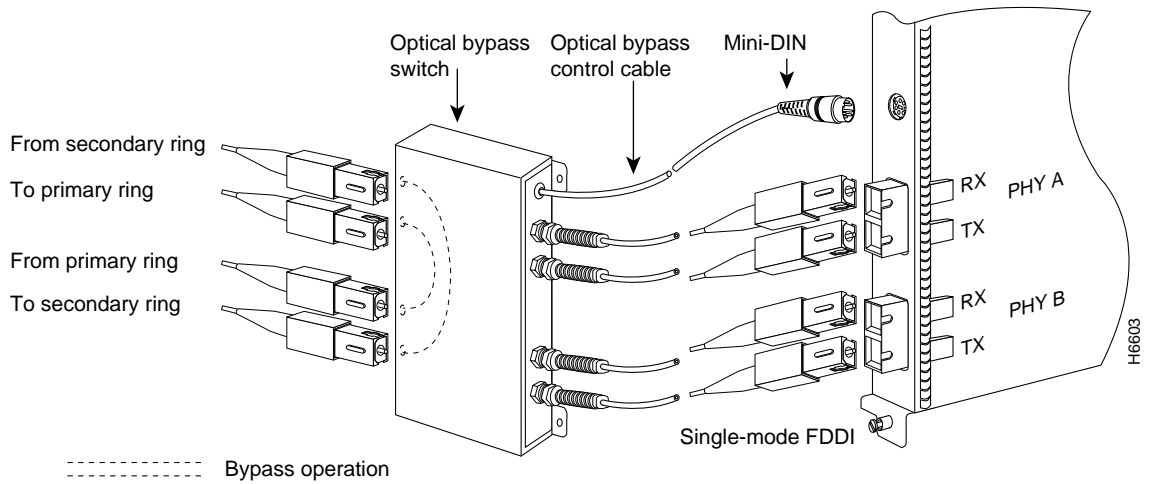 Optical bypass
switch
Optical bypass
control cable
Mini-DIN
From secondary ring
To primary ring
From primary ring
To secondary ring
RX
TX
PHY A
RX
TX
PHY B
H6603
Single-mode FDDI
Bypass operation